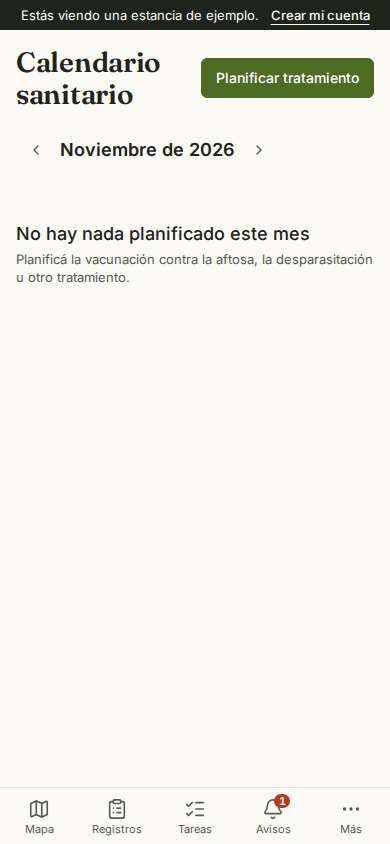 Estás viendo una estancia de ejemplo. Crear mi cuenta
Calendario
sanitario
Planificar tratamiento
Noviembre de 2026
No hay nada planificado este mes
Planificá la vacunación contra la aftosa, la desparasitación
u otro tratamiento.
1
Mapa Registros Tareas Avisos Más